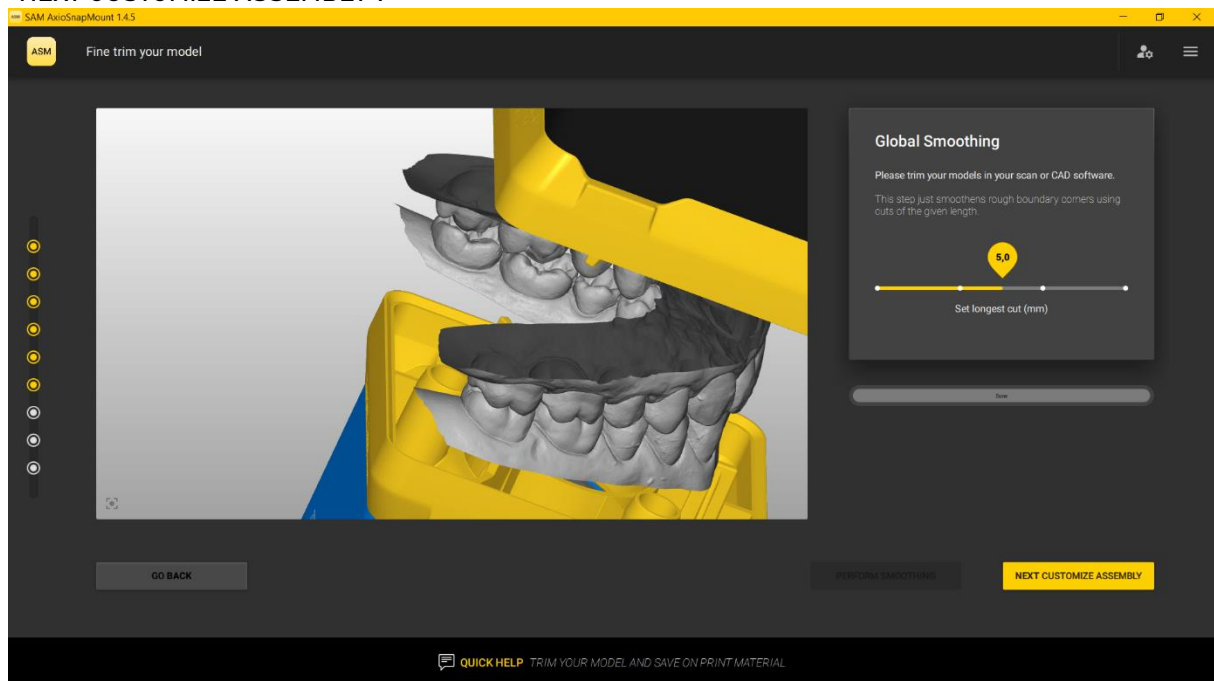 SAM AxioSnapMount 1.4.5
ASM
Fine trim your model
Global Smoothing
Please trim your models in your scan or CAD software.
This step just smoothens rough boundary corners using
cuts of the given length.
5,0
Set longest cut (mm)
Done
GO BACK
PERFORM SMOOTHING
NEXT CUSTOMIZE ASSEMBLY
QUICK HELP TRIM YOUR MODEL AND SAVE ON PRINT MATERIAL